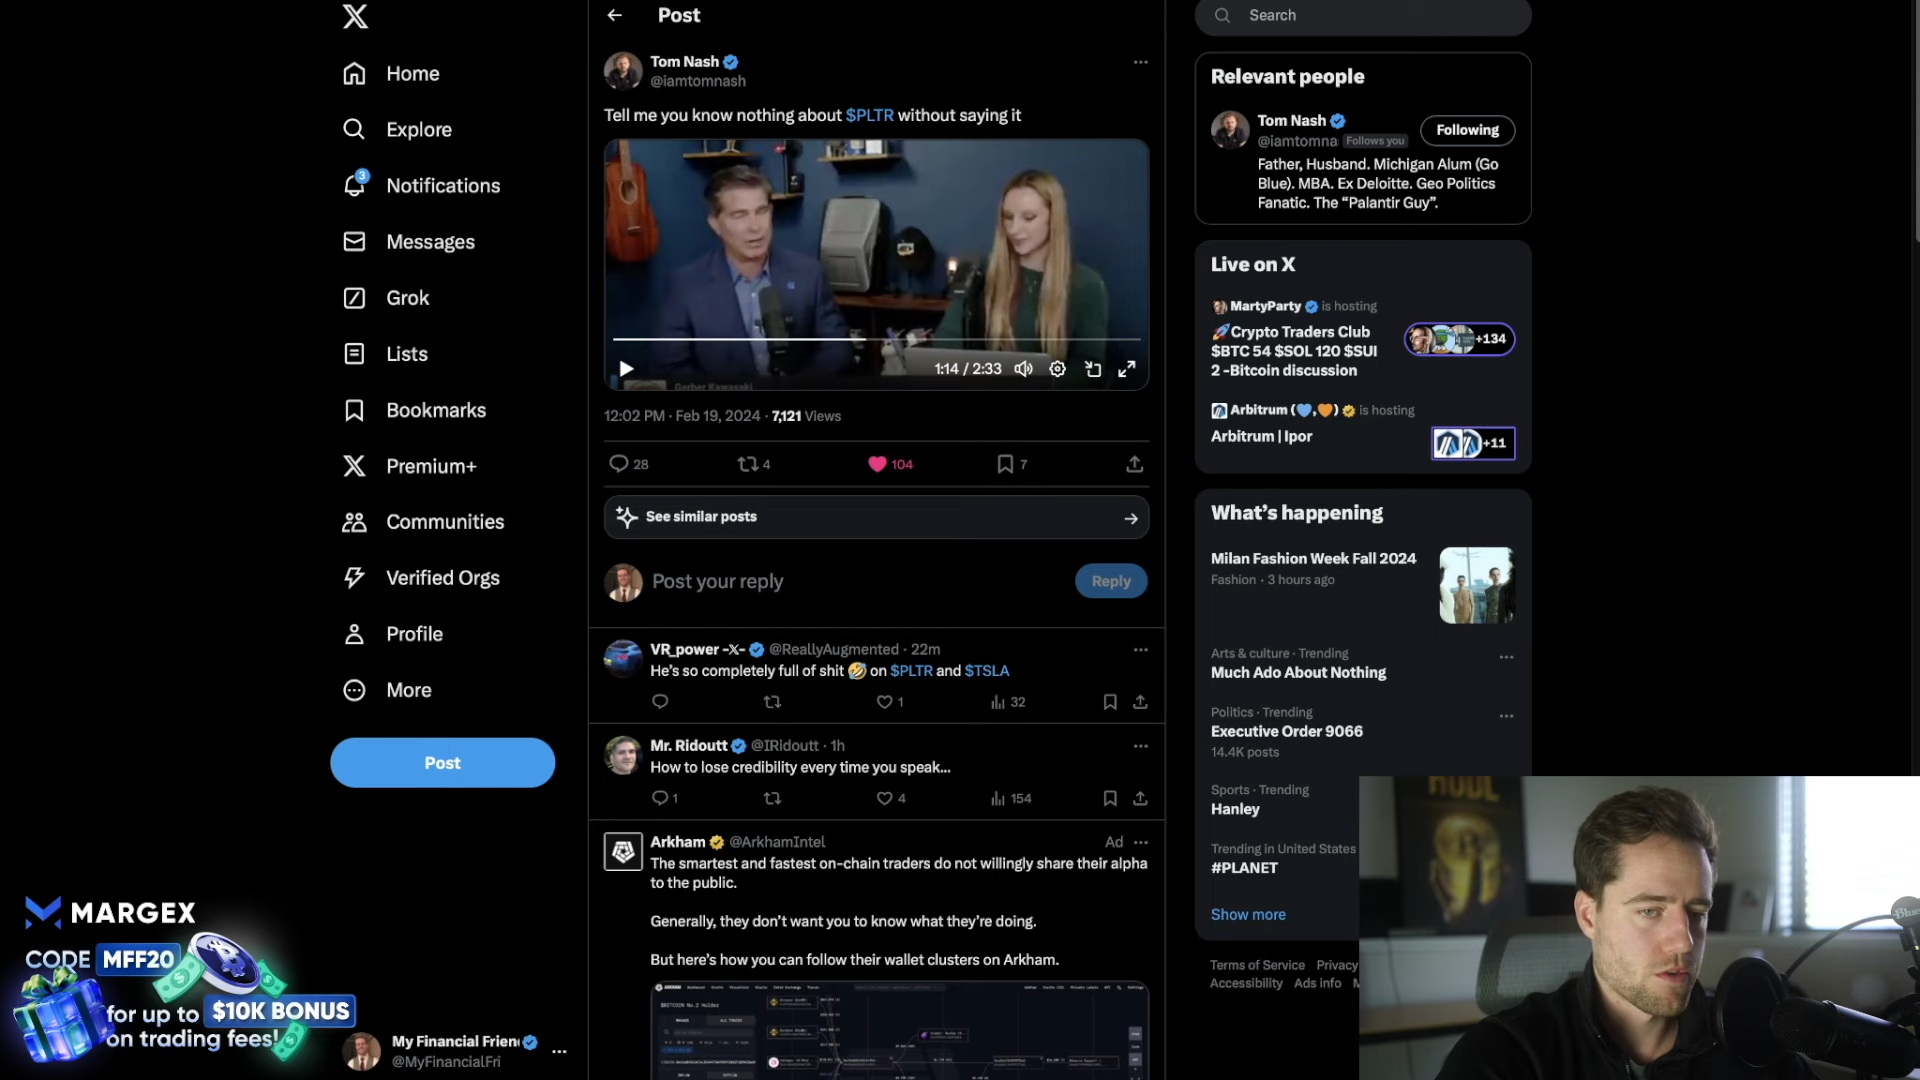 Home
Explore
3
Notifications
Messages
Grok
Lists
Bookmarks
Premium+
Communities
Verified Orgs
Profile
More
Post
MARGEX
CODE MFF20
for up to $10K BONUS
on trading fees!
My Financial Frien
@MyFinancialFri
Post
Tom Nash
@iamtomnash
Tell me you know nothing about $PLTR without saying it
1:14 / 2:33
Gerber Kawasaki
12:02 PM · Feb 19, 2024 · 7,121 Views
28
4
104
7
See similar posts
Post your reply
Reply
VR_power -X- @ReallyAugmented · 22m
He's so completely full of shit 🤣 on $PLTR and $TSLA
1
32
Mr. Ridoutt @IRidoutt · 1h
How to lose credibility every time you speak...
1
4
154
Arkham @ArkhamIntel
Ad
The smartest and fastest on-chain traders do not willingly share their alpha
to the public.
Generally, they don't want you to know what they're doing.
But here's how you can follow their wallet clusters on Arkham.
Search
Relevant people
Tom Nash
@iamtomna Follows you
Following
Father, Husband. Michigan Alum (Go
Blue). MBA. Ex Deloitte. Geo Politics
Fanatic. The “Palantir Guy”.
Live on X
MartyParty is hosting
🚀Crypto Traders Club
$BTC 54 $SOL 120 $SUI
2 -Bitcoin discussion
+134
Arbitrum (💙,🧡) is hosting
Arbitrum | Ipor
+11
What's happening
Milan Fashion Week Fall 2024
Fashion · 3 hours ago
Arts & culture · Trending
Much Ado About Nothing
Politics · Trending
Executive Order 9066
14.4K posts
Sports · Trending
Hanley
Trending in United States
#PLANET
Show more
Terms of Service Privacy
Accessibility Ads info
HODL
Blue